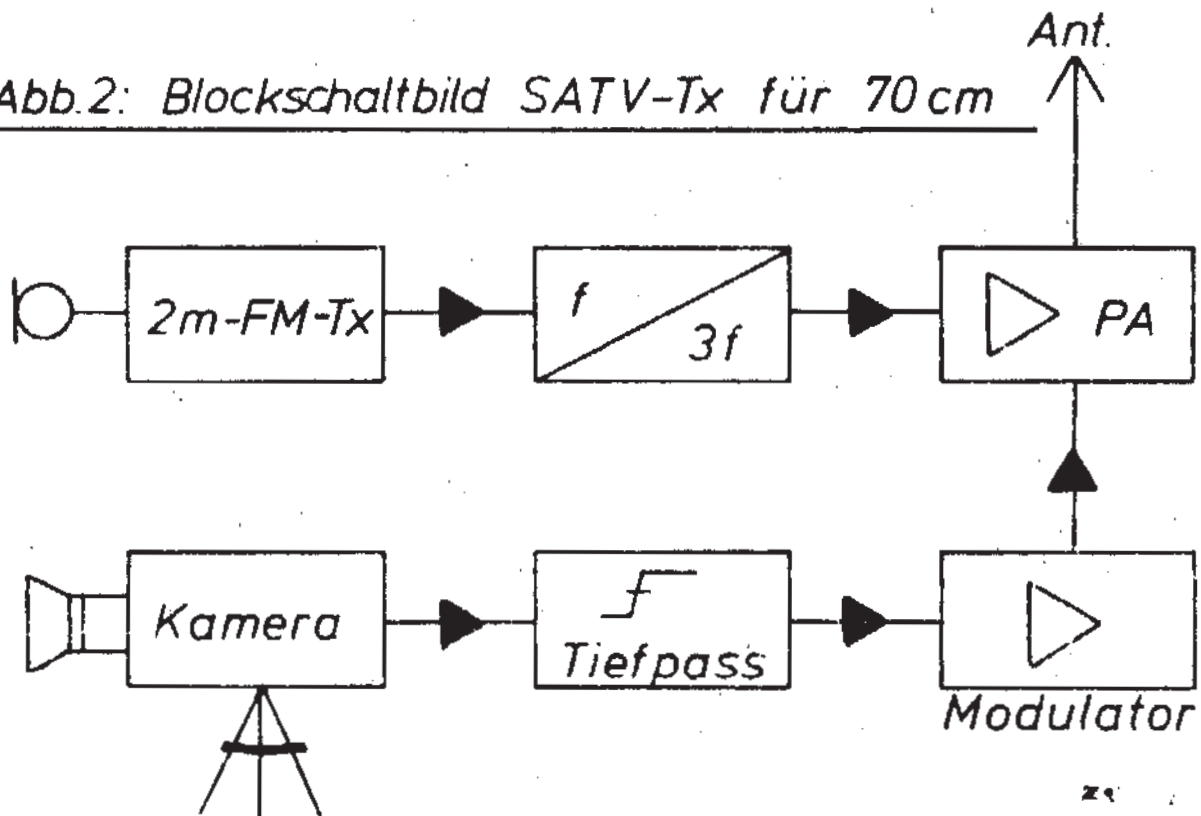 Ant.
Abb.2: Blockschaltbild SATV-Tx für 70 cm
2m-FM-Tx
f
3f
PA
Kamera
Tiefpass
Modulator